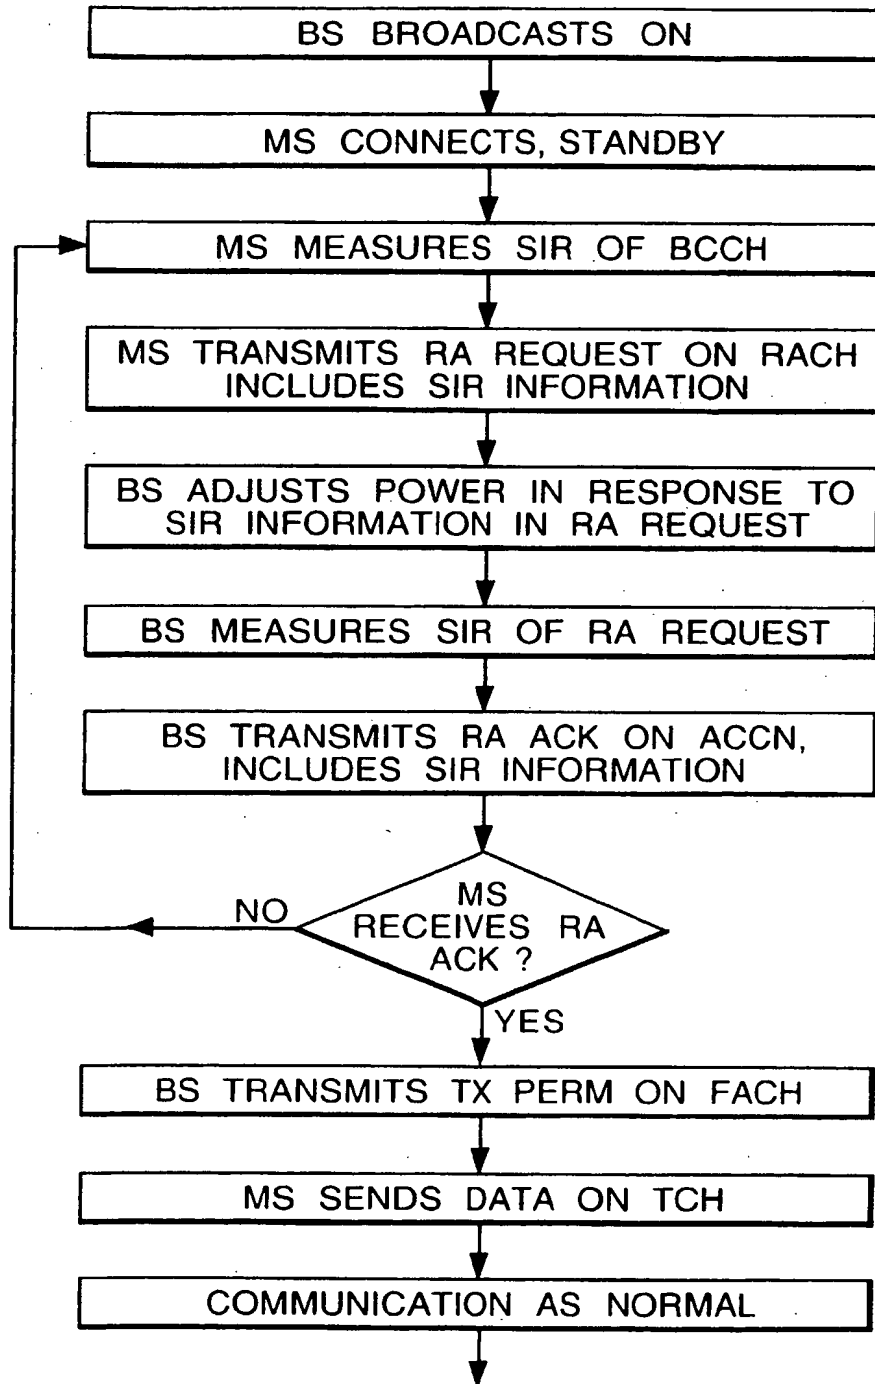 BS BROADCASTS ON
MS CONNECTS, STANDBY
MS MEASURES SIR OF BCCH
MS TRANSMITS RA REQUEST ON RACH
INCLUDES SIR INFORMATION
BS ADJUSTS POWER IN RESPONSE TO
SIR INFORMATION IN RA REQUEST
BS MEASURES SIR OF RA REQUEST
BS TRANSMITS RA ACK ON ACCN,
INCLUDES SIR INFORMATION
MS
RECEIVES RA
ACK ?
NO
YES
BS TRANSMITS TX PERM ON FACH
MS SENDS DATA ON TCH
COMMUNICATION AS NORMAL